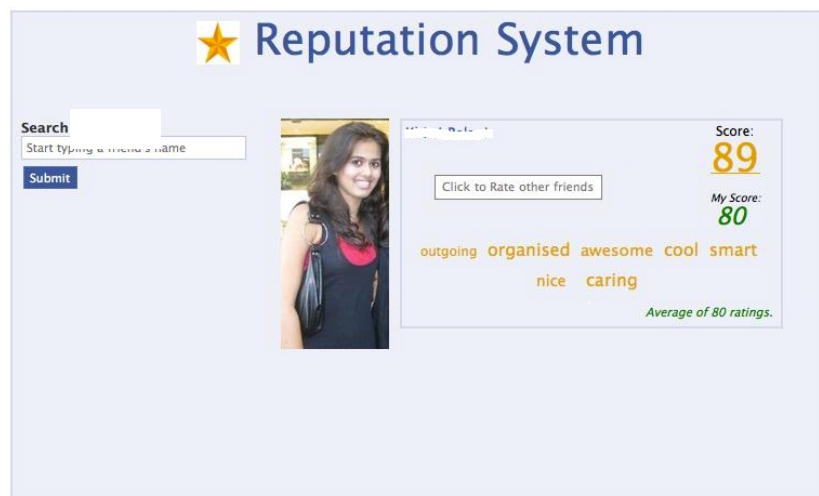 Reputation System
Search
Start typing a friend's name
Submit
Score:
89
Click to Rate other friends
My Score:
80
outgoing organised awesome cool smart
nice caring
Average of 80 ratings.